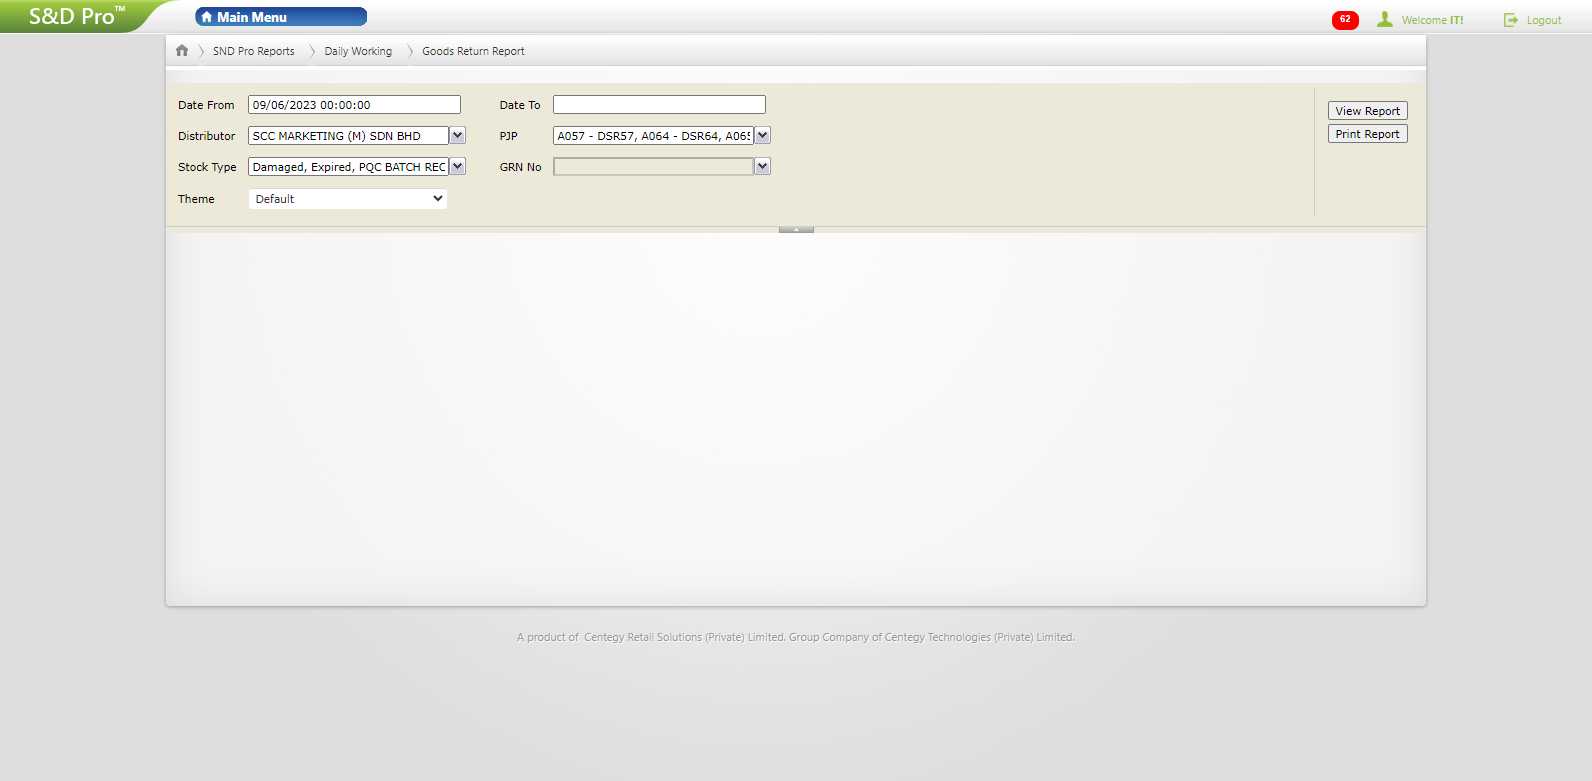 S&D Pro™
Main Menu
62
Welcome IT!
Logout
SND Pro Reports
Daily Working
Goods Return Report
Date From
09/06/2023 00:00:00
Date To
View Report
Distributor
SCC MARKETING (M) SDN BHD
PJP
A057 - DSR57, A064 - DSR64, A065
Print Report
Stock Type
Damaged, Expired, PQC BATCH REC
GRN No
Theme
Default
A product of Centegy Retail Solutions (Private) Limited. Group Company of Centegy Technologies (Private) Limited.